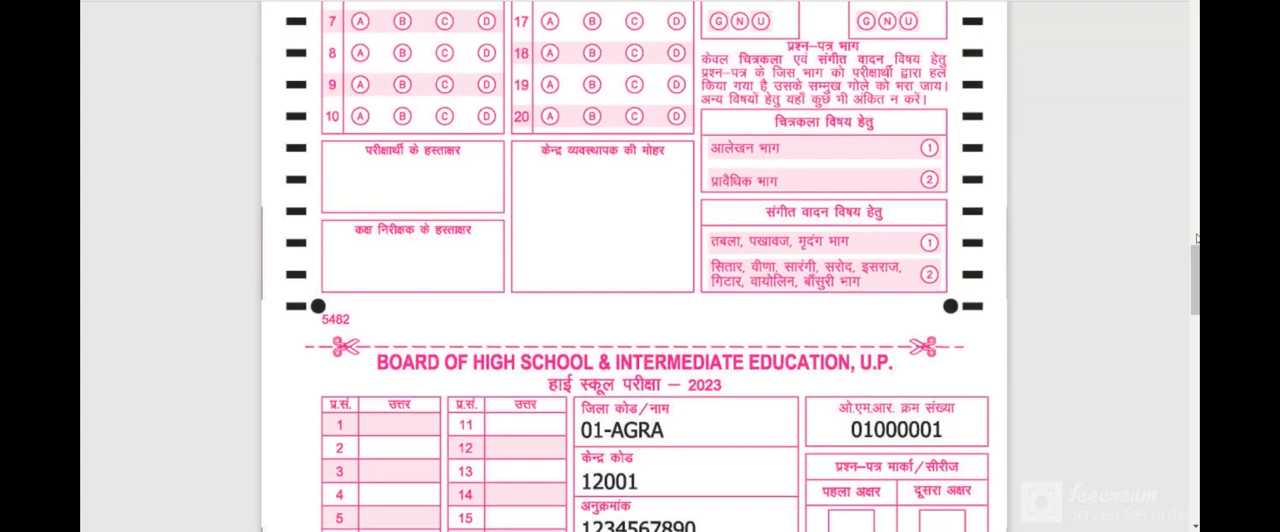 7 A B C D 17 A B C D
8 A B C D 18 A B C D
9 A B C D 19 A B C D
10 A B C D 20 A B C D
G N U G N U
प्रश्न–पत्र भाग
केवल चित्रकला एवं संगीत वादन विषय हेतु
प्रश्न–पत्र के जिस भाग को परीक्षार्थी द्वारा हल
किया गया है उसके सम्मुख गोले को भरा जाय।
अन्य विषयों हेतु यहाँ कुछ भी अंकित न करें।
चित्रकला विषय हेतु
आलेखन भाग 1
प्राविधिक भाग 2
संगीत वादन विषय हेतु
तबला, पखावज, मृदंग भाग 1
सितार, वीणा, सारंगी, सरोद, इसराज,
गिटार, वायोलिन, बाँसुरी भाग 2
परीक्षार्थी के हस्ताक्षर
केन्द्र व्यवस्थापक की मोहर
कक्ष निरीक्षक के हस्ताक्षर
5482
BOARD OF HIGH SCHOOL & INTERMEDIATE EDUCATION, U.P.
हाई स्कूल परीक्षा – 2023
प्र.सं. उत्तर प्र.सं. उत्तर
1 11
2 12
3 13
4 14
5 15
जिला कोड/नाम
01-AGRA
केन्द्र कोड
12001
अनुक्रमांक
1234567890
ओ.एम.आर. क्रम संख्या
01000001
प्रश्न–पत्र मार्का/सीरीज
पहला अक्षर दूसरा अक्षर
Icecream
Screen Recorder